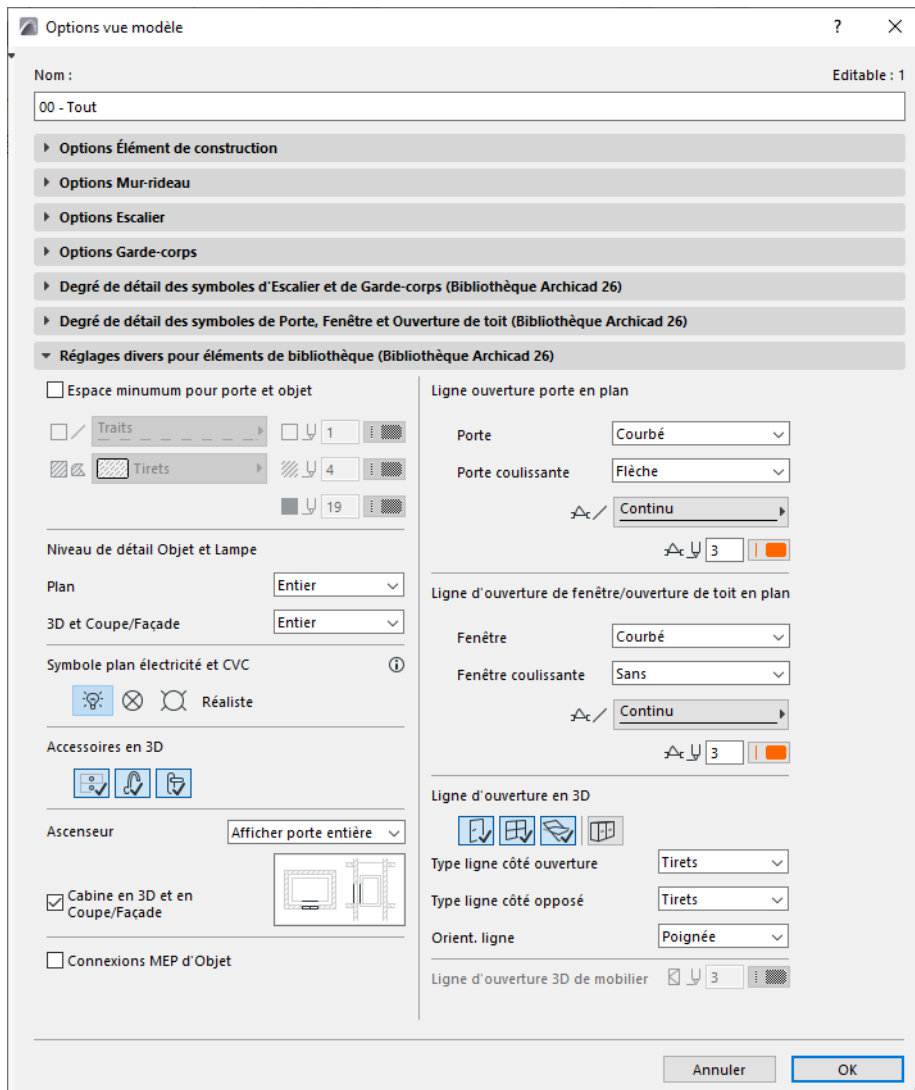 Options vue modèle
Nom :
Editable : 1
00 - Tout
Options Élément de construction
Options Mur-rideau
Options Escalier
Options Garde-corps
Degré de détail des symboles d'Escalier et de Garde-corps (Bibliothèque Archicad 26)
Degré de détail des symboles de Porte, Fenêtre et Ouverture de toit (Bibliothèque Archicad 26)
Réglages divers pour éléments de bibliothèque (Bibliothèque Archicad 26)
Espace minumum pour porte et objet
Traits
1
Tirets
4
19
Niveau de détail Objet et Lampe
Plan
Entier
3D et Coupe/Façade
Entier
Symbole plan électricité et CVC
Réaliste
Accessoires en 3D
Ascenseur
Afficher porte entière
Cabine en 3D et en
Coupe/Façade
Connexions MEP d'Objet
Ligne ouverture porte en plan
Porte
Courbé
Porte coulissante
Flèche
Continu
3
Ligne d'ouverture de fenêtre/ouverture de toit en plan
Fenêtre
Courbé
Fenêtre coulissante
Sans
Continu
3
Ligne d'ouverture en 3D
Type ligne côté ouverture
Tirets
Type ligne côté opposé
Tirets
Orient. ligne
Poignée
Ligne d'ouverture 3D de mobilier
3
Annuler
OK